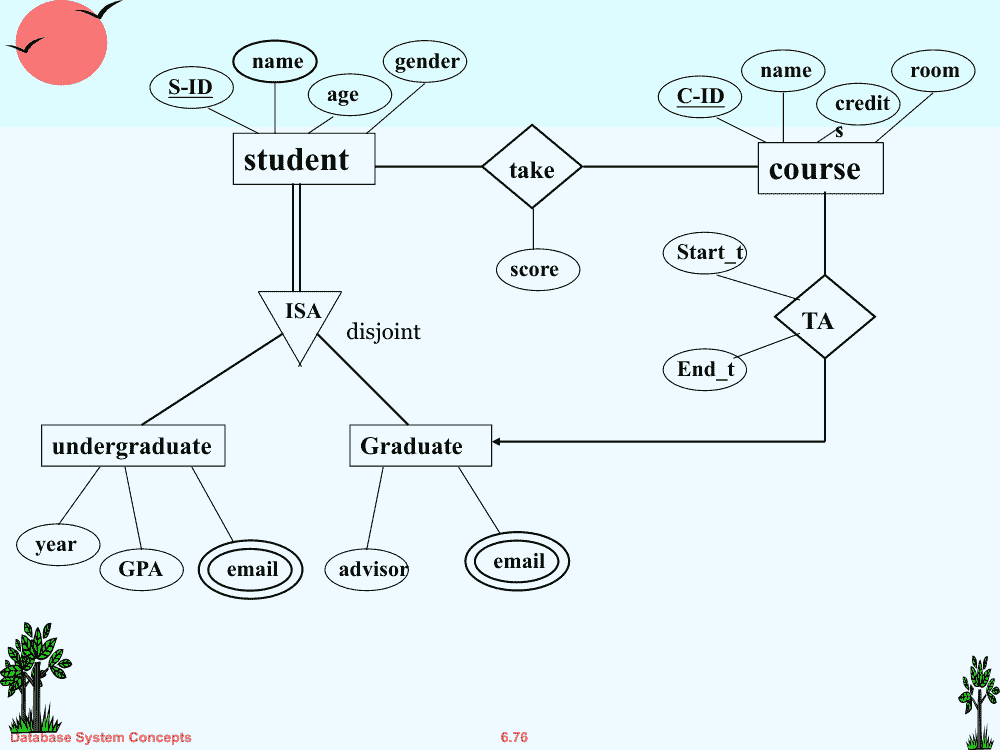 name
gender
S-ID
age
student
name
room
C-ID
credit
s
course
take
score
Start_t
TA
End_t
ISA
disjoint
undergraduate
Graduate
year
GPA
email
advisor
email
Database System Concepts
6.76